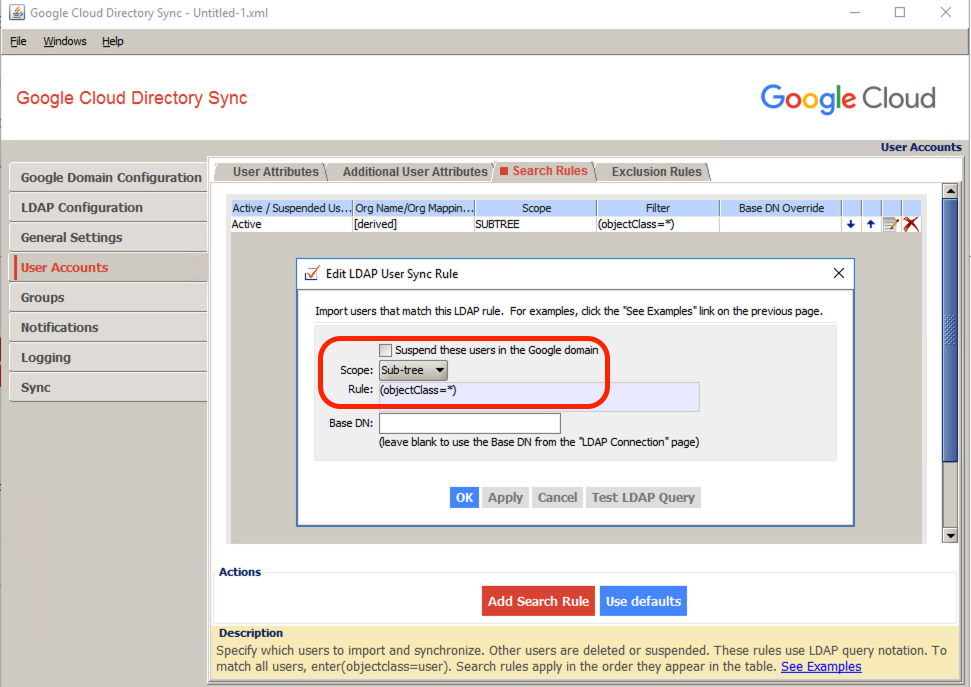 Google Cloud Directory Sync - Untitled-1.xml
File Windows Help
Google Cloud Directory Sync
Google Cloud
User Accounts
Google Domain Configuration
LDAP Configuration
General Settings
User Accounts
Groups
Notifications
Logging
Sync
User Attributes Additional User Attributes Search Rules Exclusion Rules
Active / Suspended Us... Org Name/Org Mappin... Scope Filter Base DN Override
Active [derived] SUBTREE (objectClass=*)
Edit LDAP User Sync Rule
Import users that match this LDAP rule. For examples, click the "See Examples" link on the previous page.
Suspend these users in the Google domain
Scope: Sub-tree
Rule: (objectClass=*)
Base DN:
(leave blank to use the Base DN from the "LDAP Connection" page)
OK Apply Cancel Test LDAP Query
Actions
Add Search Rule Use defaults
Description
Specify which users to import and synchronize. Other users are deleted or suspended. These rules use LDAP query notation. To
match all users, enter(objectclass=user). Search rules apply in the order they appear in the table. See Examples